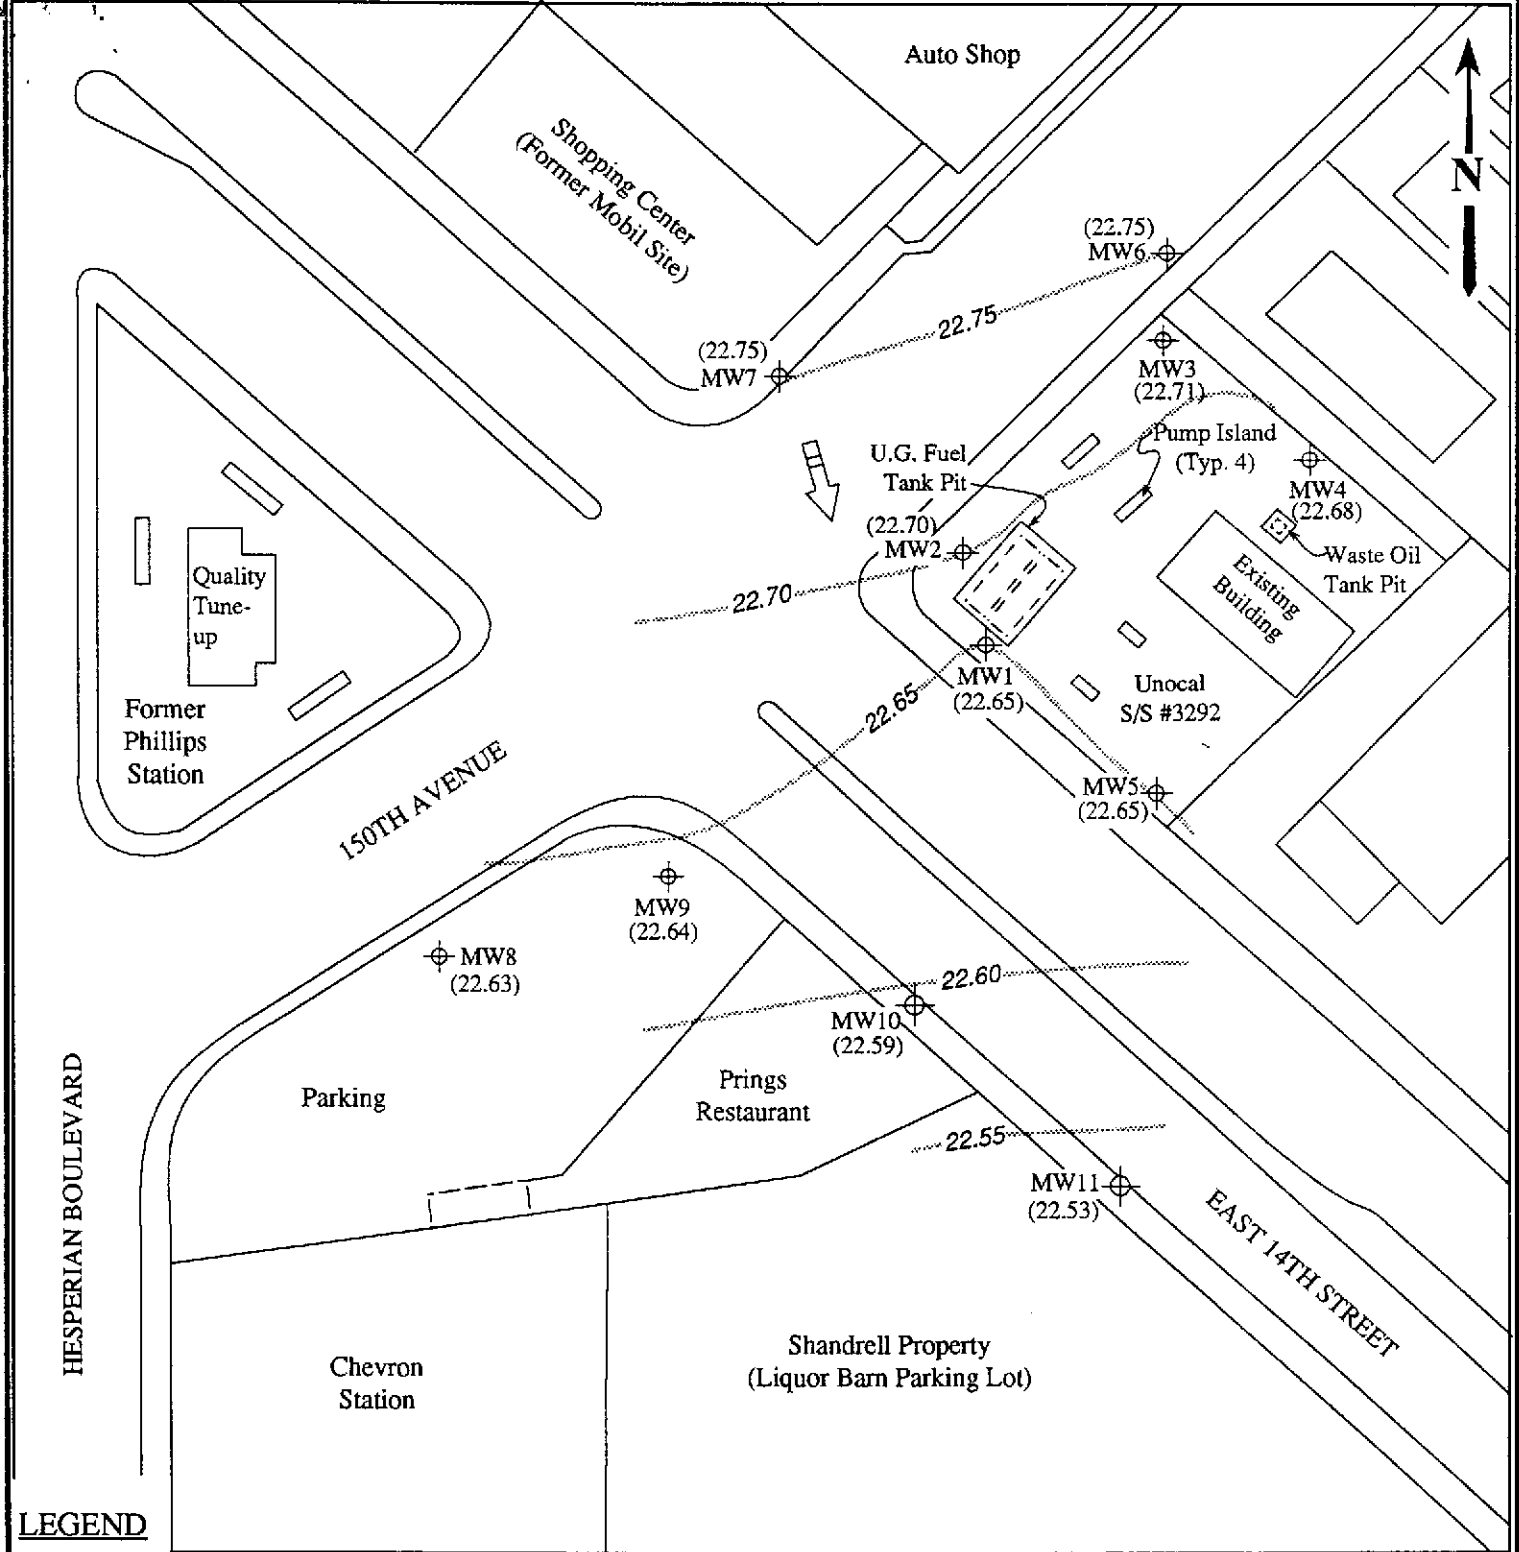 Auto Shop
Shopping Center
(Former Mobil Site)
N
(22.75)
MW6
22.75
(22.75)
MW7
MW3
(22.71)
Pump Island
(Typ. 4)
U.G. Fuel
Tank Pit
MW4
(22.68)
(22.70)
MW2
Waste Oil
Tank Pit
Existing
Building
Quality
Tune-
up
22.70
MW1
(22.65)
Unocal
S/S #3292
22.65
Former
Phillips
Station
150TH AVENUE
MW5
(22.65)
MW9
(22.64)
MW8
(22.63)
22.60
MW10
(22.59)
Parking
Prings
Restaurant
22.55
MW11
(22.53)
HESPERIAN BOULEVARD
EAST 14TH STREET
Chevron
Station
Shandrell Property
(Liquor Barn Parking Lot)
LEGEND